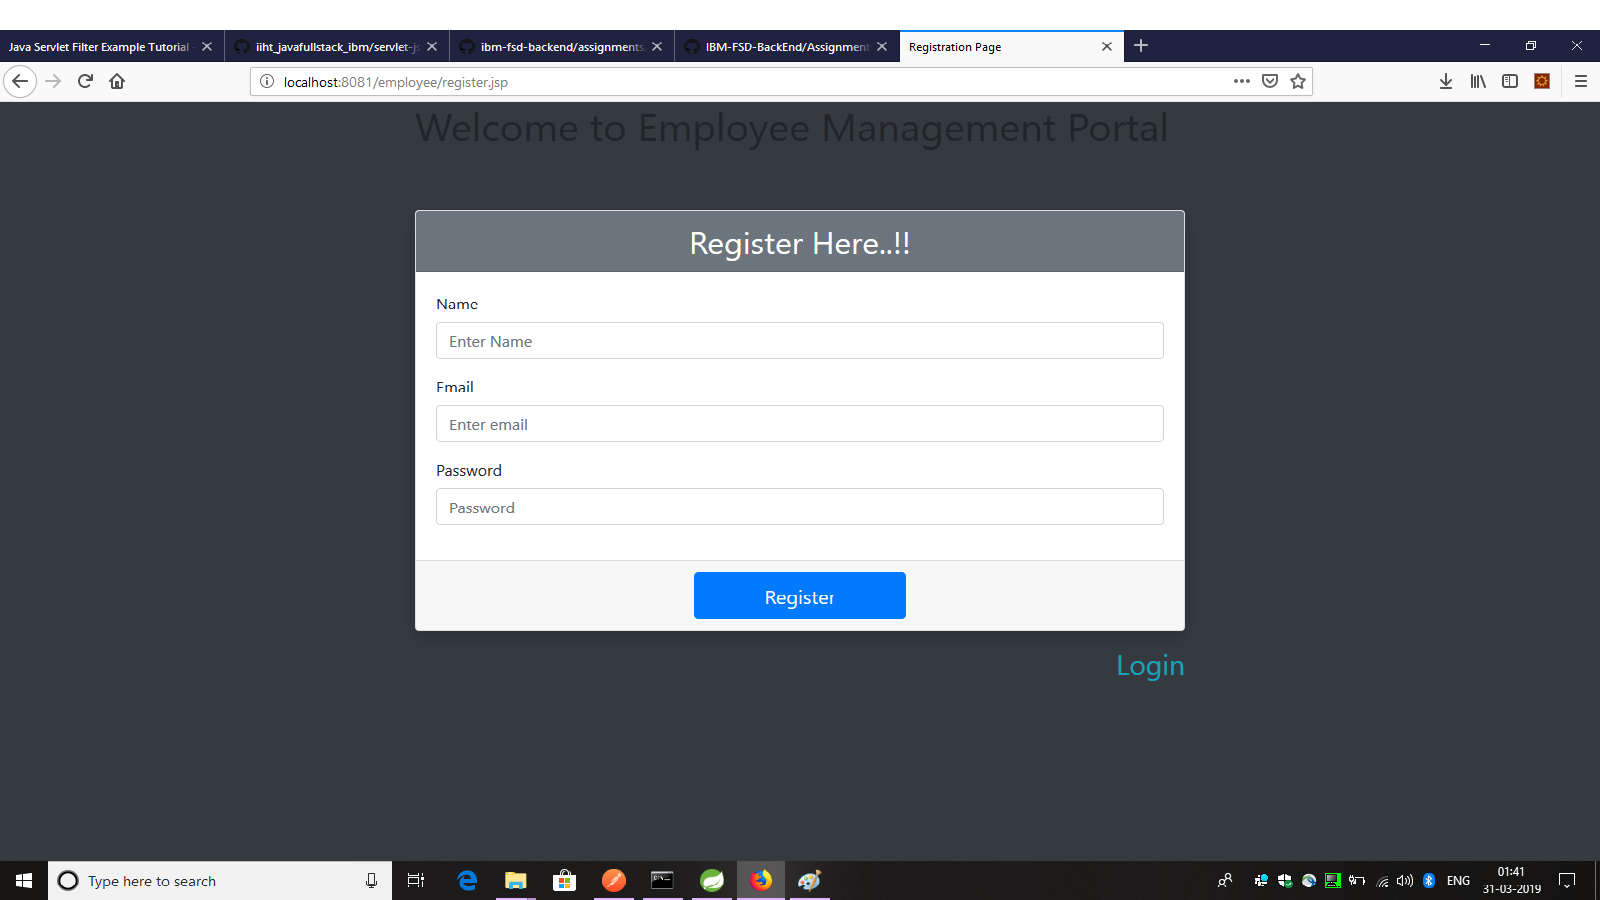 Java Servlet Filter Example Tutorial
iiht_javafullstack_ibm/servlet-js
ibm-fsd-backend/assignments
IBM-FSD-BackEnd/Assignment
Registration Page
localhost:8081/employee/register.jsp
Welcome to Employee Management Portal
Register Here..!!
Name
Enter Name
Email
Enter email
Password
Password
Register
Login
Type here to search
ENG
01:41
31-03-2019